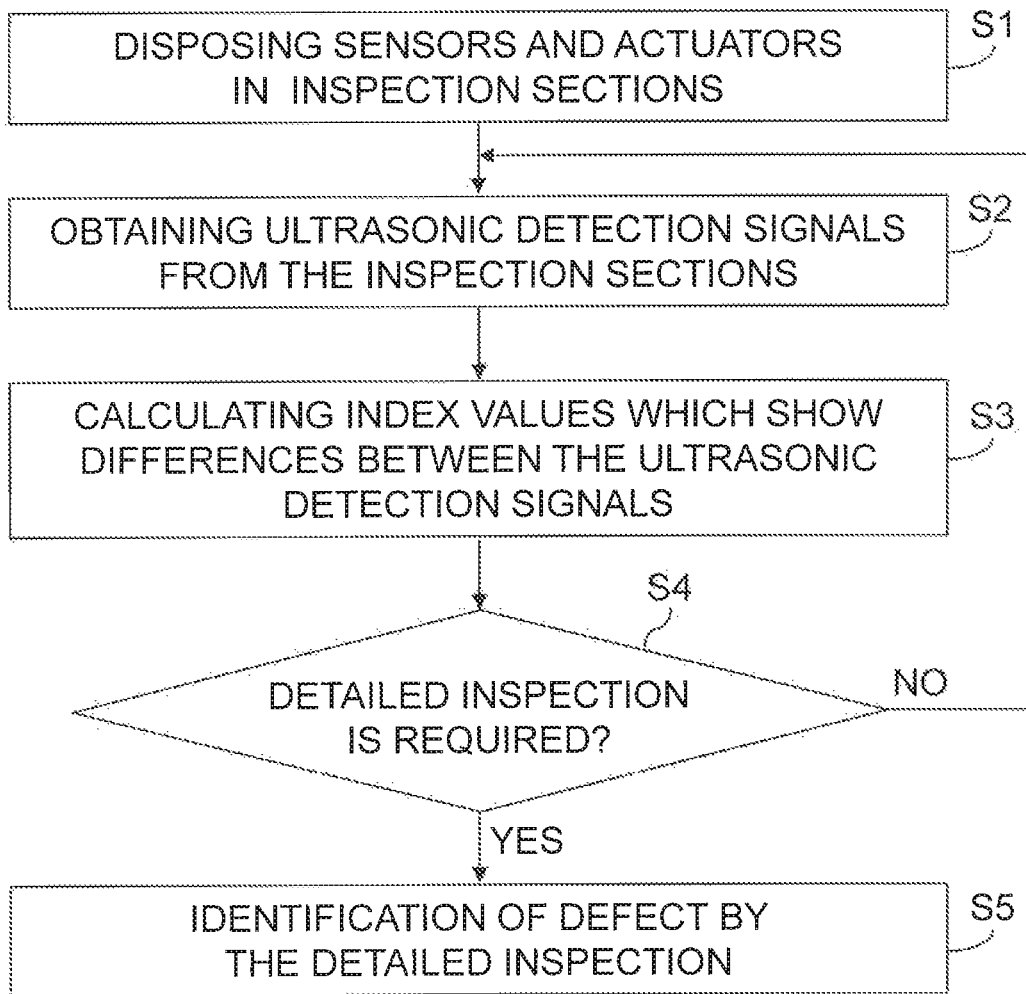 DISPOSING SENSORS AND ACTUATORS
IN INSPECTION SECTIONS
S1
OBTAINING ULTRASONIC DETECTION SIGNALS
FROM THE INSPECTION SECTIONS
S2
CALCULATING INDEX VALUES WHICH SHOW
DIFFERENCES BETWEEN THE ULTRASONIC
DETECTION SIGNALS
S3
S4
DETAILED INSPECTION
IS REQUIRED?
NO
YES
IDENTIFICATION OF DEFECT BY
THE DETAILED INSPECTION
S5